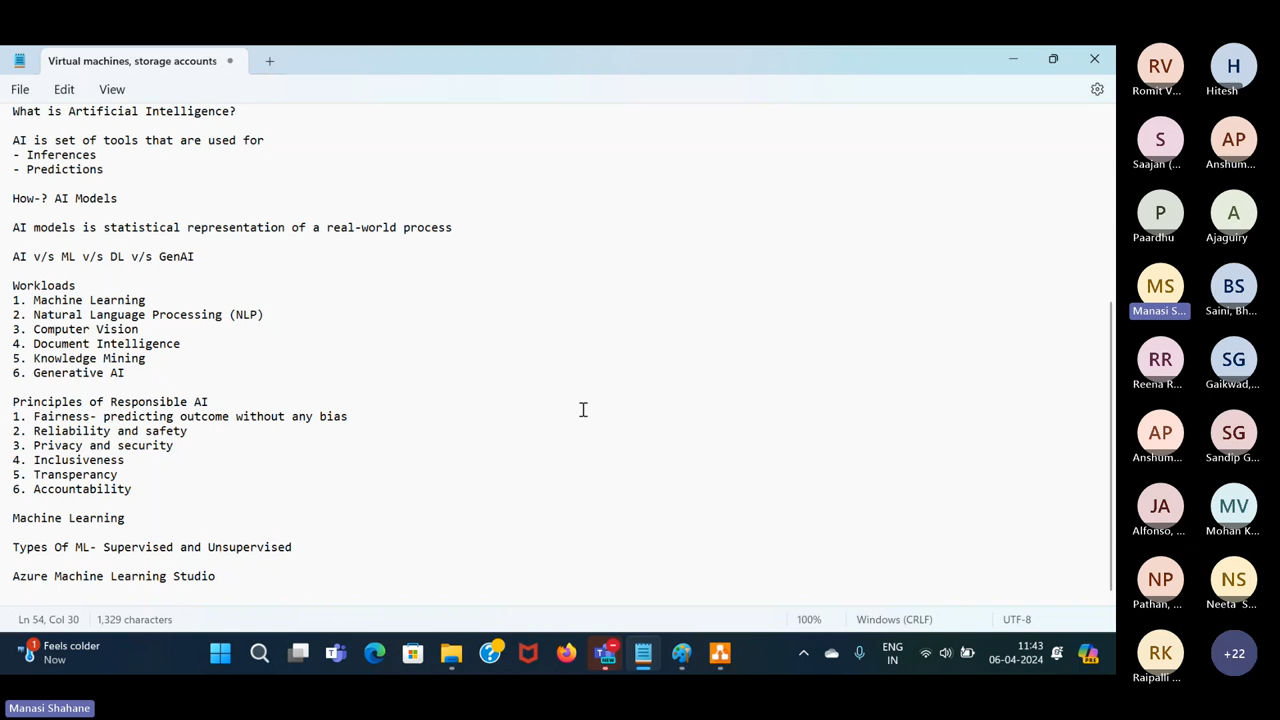 Virtual machines, storage accounts
File Edit View
What is Artificial Intelligence?
AI is set of tools that are used for
- Inferences
- Predictions
How-? AI Models
AI models is statistical representation of a real-world process
AI v/s ML v/s DL v/s GenAI
Workloads
1. Machine Learning
2. Natural Language Processing (NLP)
3. Computer Vision
4. Document Intelligence
5. Knowledge Mining
6. Generative AI
Principles of Responsible AI
1. Fairness- predicting outcome without any bias
2. Reliability and safety
3. Privacy and security
4. Inclusiveness
5. Transperancy
6. Accountability
Machine Learning
Types Of ML- Supervised and Unsupervised
Azure Machine Learning Studio
Ln 54, Col 30 1,329 characters 100% Windows (CRLF) UTF-8
1 Feels colder
Now
NEW
ENG
IN
11:43
06-04-2024
PRE
Manasi Shahane
RV H
Romit V... Hitesh
S AP
Saajan (... Anshum...
P A
Paardhu Ajaguiry
MS BS
Manasi S... Saini, Bh...
RR SG
Reena R... Gaikwad,...
AP SG
Anshum... Sandip G...
JA MV
Alfonso, ... Mohan K...
NP NS
Pathan, ... Neeta S...
RK +22
Raipalli ...